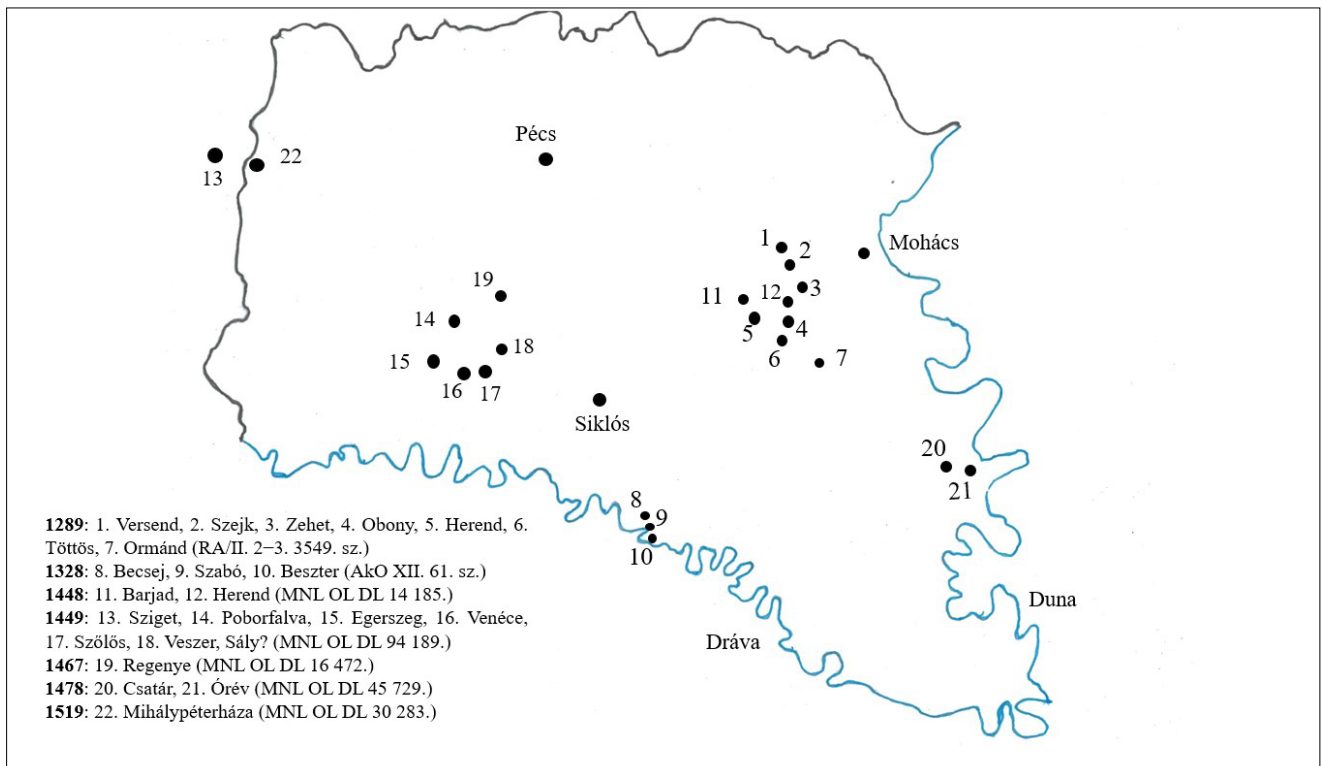 Pécs
13
22
1
2
Mohács
19
3
11
12
14
5
4
18
6
7
15
16
17
Siklós
20
21
8
9
10
1289: 1. Versend, 2. Szejk, 3. Zehet, 4. Obony, 5. Herend, 6.
Töttös, 7. Ormánd (RA/II. 2−3. 3549. sz.)
1328: 8. Becsej, 9. Szabó, 10. Beszter (AkO XII. 61. sz.)
1448: 11. Barjad, 12. Herend (MNL OL DL 14 185.)
1449: 13. Sziget, 14. Poborfalva, 15. Egerszeg, 16. Venéce,
17. Szőlős, 18. Veszer, Sály? (MNL OL DL 94 189.)
1467: 19. Regenye (MNL OL DL 16 472.)
1478: 20. Csatár, 21. Órév (MNL OL DL 45 729.)
1519: 22. Mihálypéterháza (MNL OL DL 30 283.)
Duna
Dráva